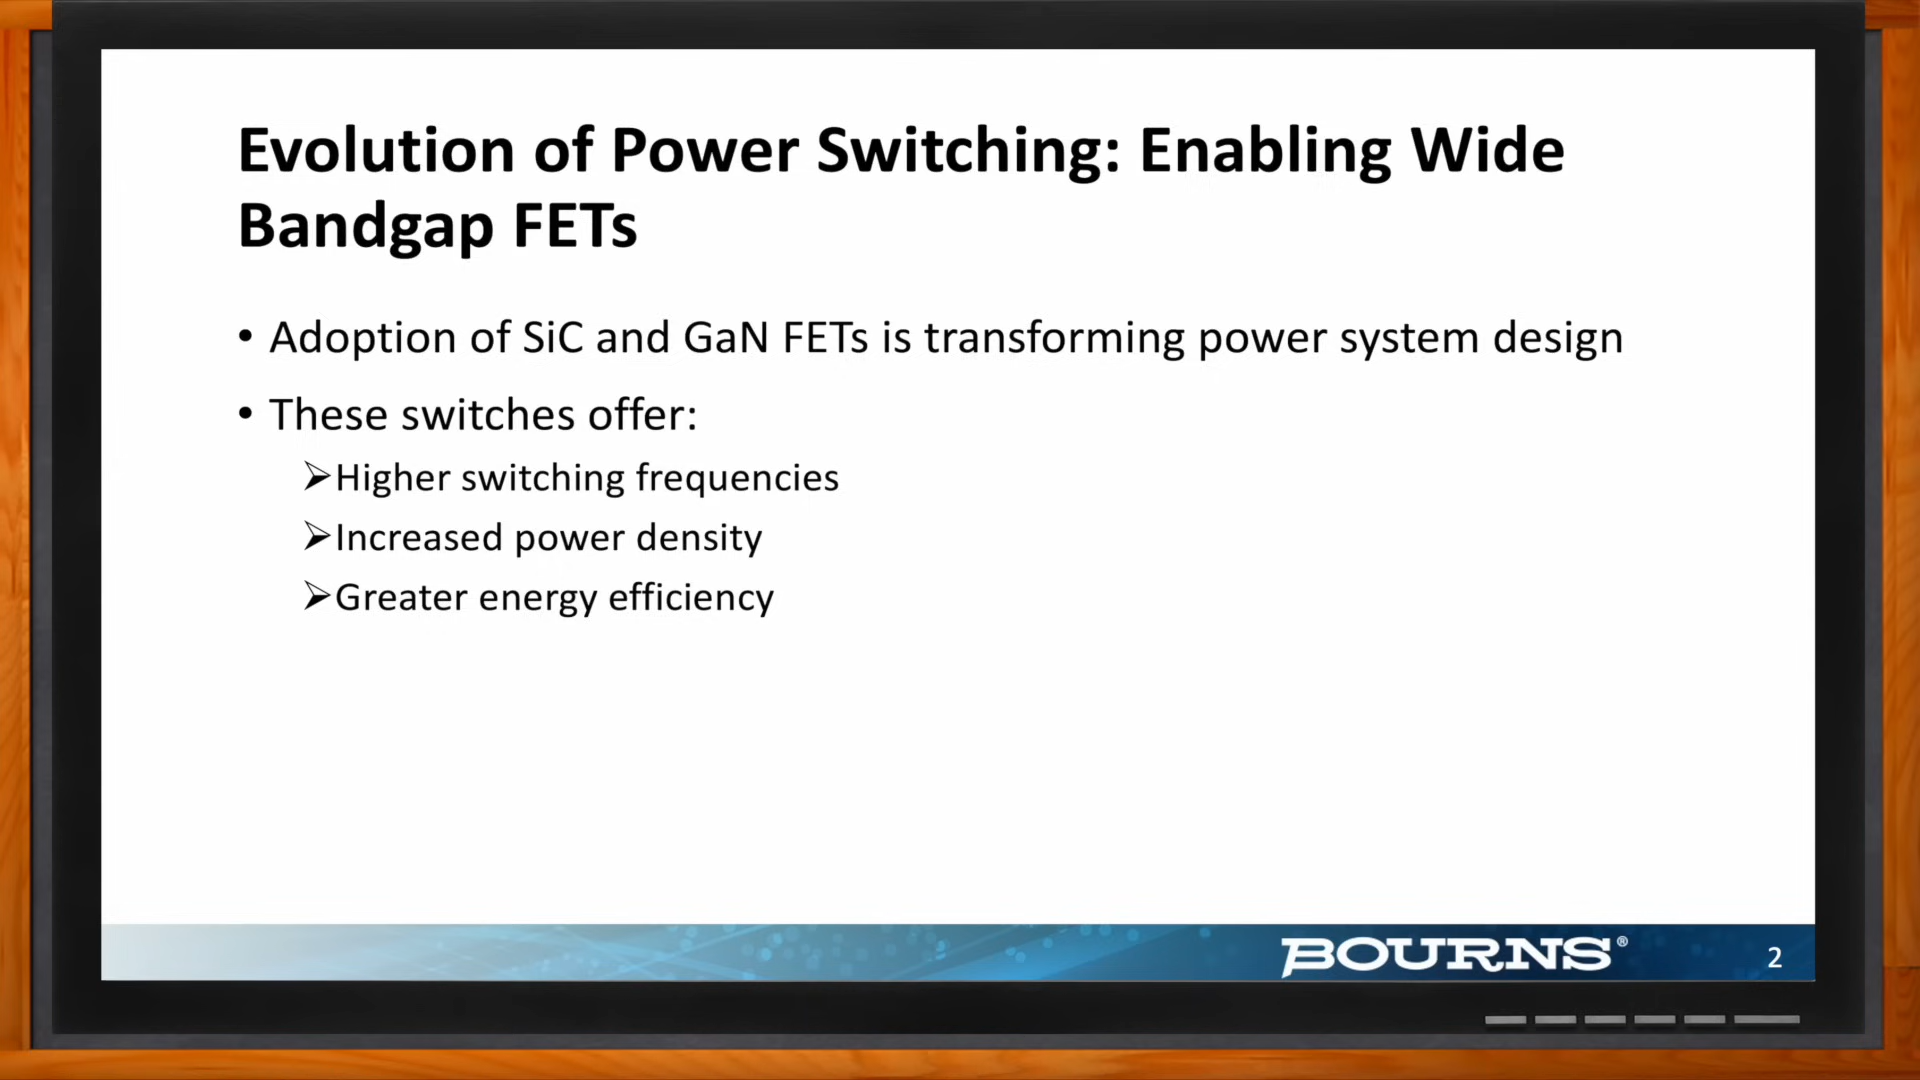 Evolution of Power Switching: Enabling Wide
Bandgap FETs
• Adoption of SiC and GaN FETs is transforming power system design
• These switches offer:
➢Higher switching frequencies
➢Increased power density
➢Greater energy efficiency
BOURNS®
2